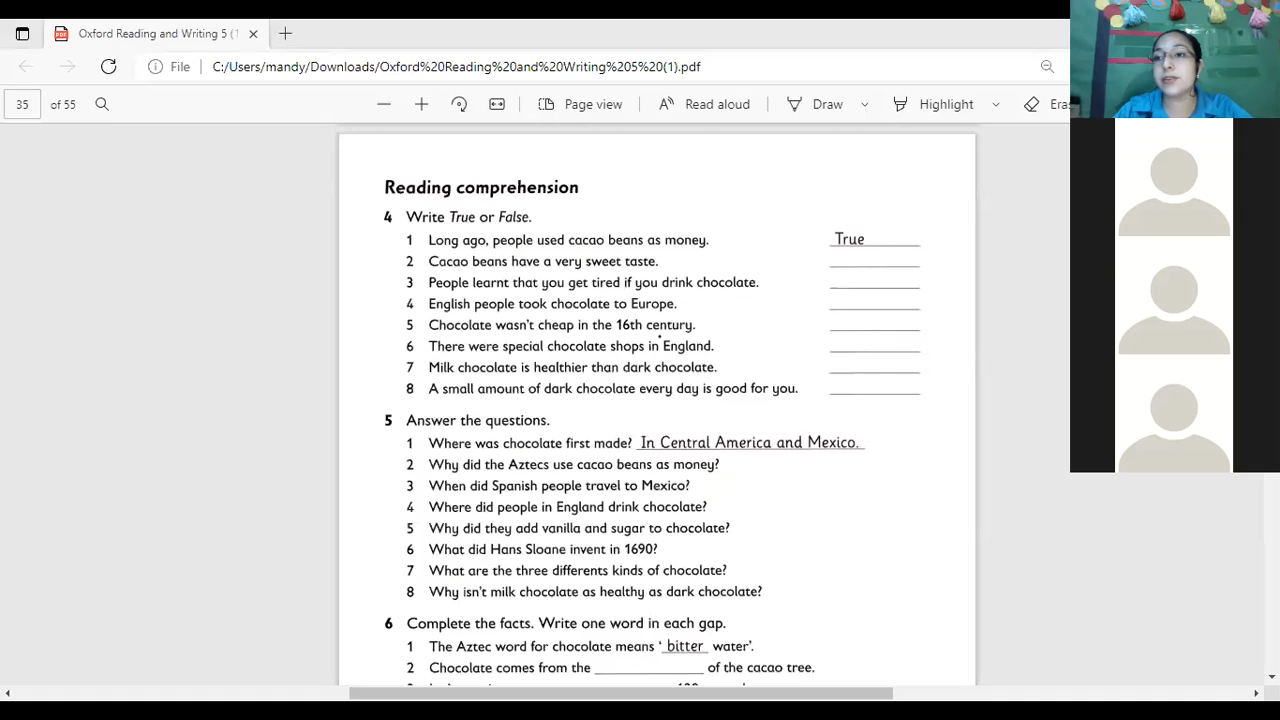 Oxford Reading and Writing 5 (1
File C:/Users/mandy/Downloads/Oxford%20Reading%20and%20Writing%205%20(1).pdf
35 of 55 Page view Read aloud Draw Highlight
Reading comprehension
4 Write True or False.
1 Long ago, people used cacao beans as money. True
2 Cacao beans have a very sweet taste.
3 People learnt that you get tired if you drink chocolate.
4 English people took chocolate to Europe.
5 Chocolate wasn't cheap in the 16th century.
6 There were special chocolate shops in England.
7 Milk chocolate is healthier than dark chocolate.
8 A small amount of dark chocolate every day is good for you.
5 Answer the questions.
1 Where was chocolate first made? In Central America and Mexico.
2 Why did the Aztecs use cacao beans as money?
3 When did Spanish people travel to Mexico?
4 Where did people in England drink chocolate?
5 Why did they add vanilla and sugar to chocolate?
6 What did Hans Sloane invent in 1690?
7 What are the three differents kinds of chocolate?
8 Why isn't milk chocolate as healthy as dark chocolate?
6 Complete the facts. Write one word in each gap.
1 The Aztec word for chocolate means 'bitter water'.
2 Chocolate comes from the ____ of the cacao tree.